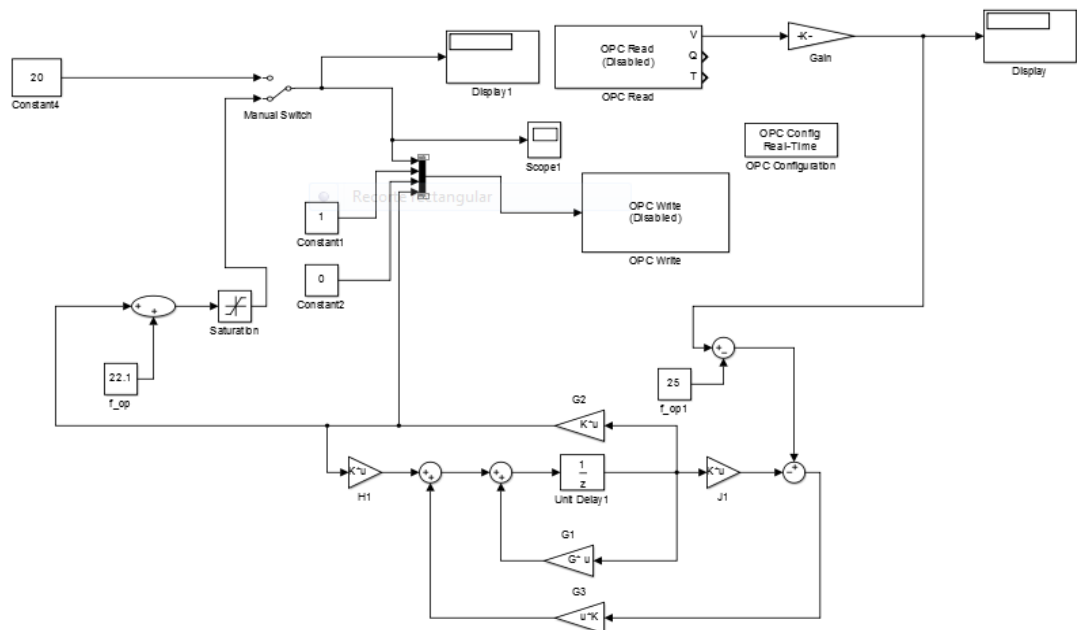 20
Constant4
Manual Switch
Display1
OPC Read
(Disabled)
V
Q
T
OPC Read
-K-
Gain
Display
Scope1
OPC Config
Real-Time
OPC Configuration
Recorte rectangular
1
Constant1
0
Constant2
OPC Write
(Disabled)
OPC Write
+
+
Saturation
22.1
f_op
+
-
25
f_op1
G2
K*u
K*u
H1
+
+
+
+
1
z
Unit Delay1
K*u
J1
-
+
G1
G* u
G3
u*K